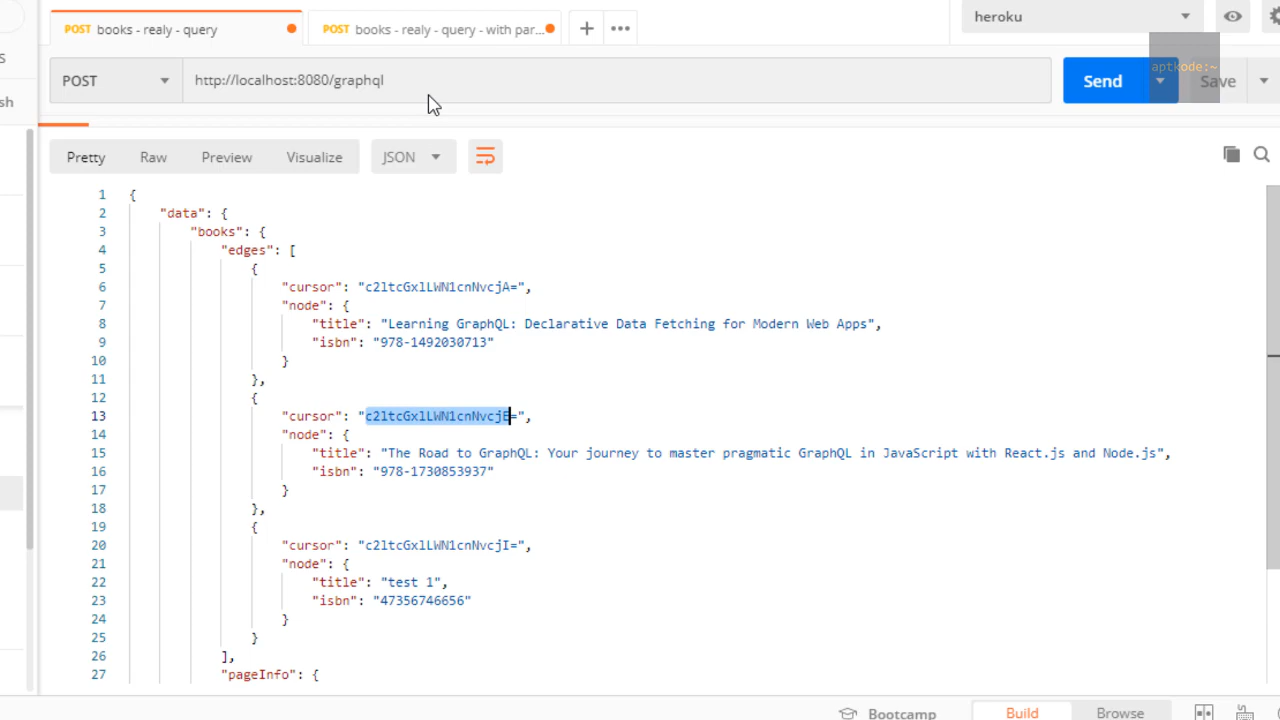 POST books - realy - query
POST books - realy - query - with par...
+ •••
heroku
s
sh
POST
http://localhost:8080/graphql
Send
aptkode:~
Save
Pretty Raw Preview Visualize JSON
1 {
2 "data": {
3 "books": {
4 "edges": [
5 {
6 "cursor": "c2ltcGxlLWN1cnNvcjA=",
7 "node": {
8 "title": "Learning GraphQL: Declarative Data Fetching for Modern Web Apps",
9 "isbn": "978-1492030713"
10 }
11 },
12 {
13 "cursor": "c2ltcGxlLWN1cnNvcjE=",
14 "node": {
15 "title": "The Road to GraphQL: Your journey to master pragmatic GraphQL in JavaScript with React.js and Node.js",
16 "isbn": "978-1730853937"
17 }
18 },
19 {
20 "cursor": "c2ltcGxlLWN1cnNvcjI=",
21 "node": {
22 "title": "test 1",
23 "isbn": "47356746656"
24 }
25 }
26 ],
27 "pageInfo": {
Bootcamp Build Browse